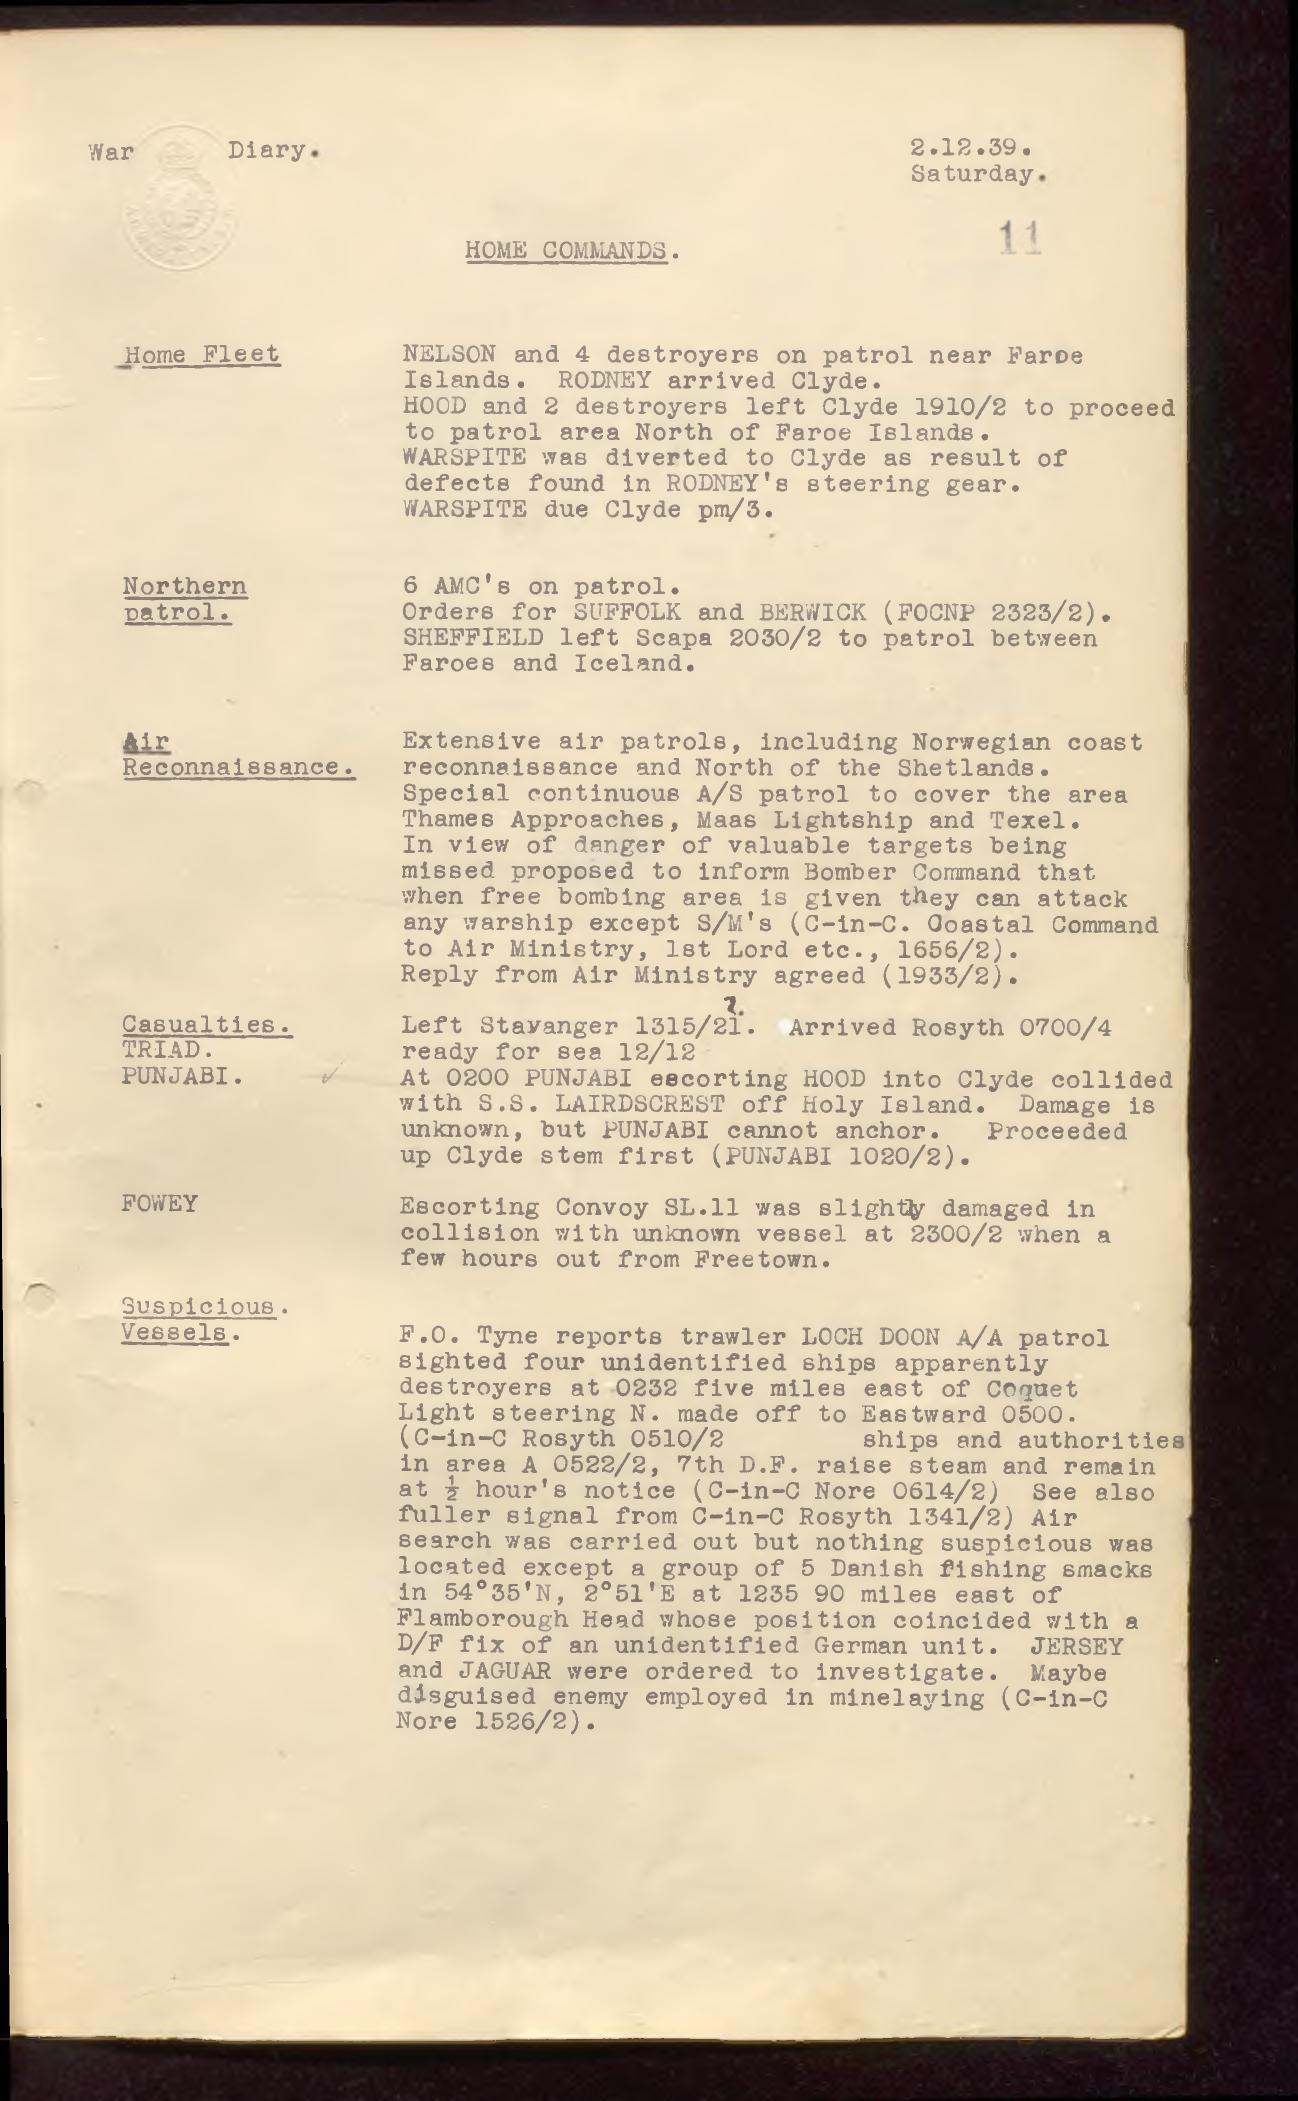 War Diary.
2.12.39.
Saturday.
11
HOME COMMANDS.
Home Fleet
NELSON and 4 destroyers on patrol near Faroe
Islands. RODNEY arrived Clyde.
HOOD and 2 destroyers left Clyde 1910/2 to proceed
to patrol area North of Faroe Islands.
WARSPITE was diverted to Clyde as result of
defects found in RODNEY's steering gear.
WARSPITE due Clyde pm/3.
Northern
patrol.
6 AMC's on patrol.
Orders for SUFFOLK and BERWICK (FOCNP 2323/2).
SHEFFIELD left Scapa 2030/2 to patrol between
Faroes and Iceland.
Air
Reconnaissance.
Extensive air patrols, including Norwegian coast
reconnaissance and North of the Shetlands.
Special continuous A/S patrol to cover the area
Thames Approaches, Maas Lightship and Texel.
In view of danger of valuable targets being
missed proposed to inform Bomber Command that
when free bombing area is given they can attack
any warship except S/M's (C-in-C. Coastal Command
to Air Ministry, 1st Lord etc., 1656/2).
Reply from Air Ministry agreed (1933/2).
Casualties.
TRIAD.
Left Stavanger 1315/21. Arrived Rosyth 0700/4
2.
ready for sea 12/12
PUNJABI. ✓
At 0200 PUNJABI escorting HOOD into Clyde collided
with S.S. LAIRDSCREST off Holy Island. Damage is
unknown, but PUNJABI cannot anchor. Proceeded
up Clyde stem first (PUNJABI 1020/2).
FOWEY
Escorting Convoy SL.11 was slightly damaged in
collision with unknown vessel at 2300/2 when a
few hours out from Freetown.
Suspicious.
Vessels.
F.O. Tyne reports trawler LOCH DOON A/A patrol
sighted four unidentified ships apparently
destroyers at 0232 five miles east of Coquet
Light steering N. made off to Eastward 0500.
(C-in-C Rosyth 0510/2 ships and authorities
in area A 0522/2, 7th D.F. raise steam and remain
at ½ hour's notice (C-in-C Nore 0614/2) See also
fuller signal from C-in-C Rosyth 1341/2) Air
search was carried out but nothing suspicious was
located except a group of 5 Danish fishing smacks
in 54°35'N, 2°51'E at 1235 90 miles east of
Flamborough Head whose position coincided with a
D/F fix of an unidentified German unit. JERSEY
and JAGUAR were ordered to investigate. Maybe
disguised enemy employed in minelaying (C-in-C
Nore 1526/2).